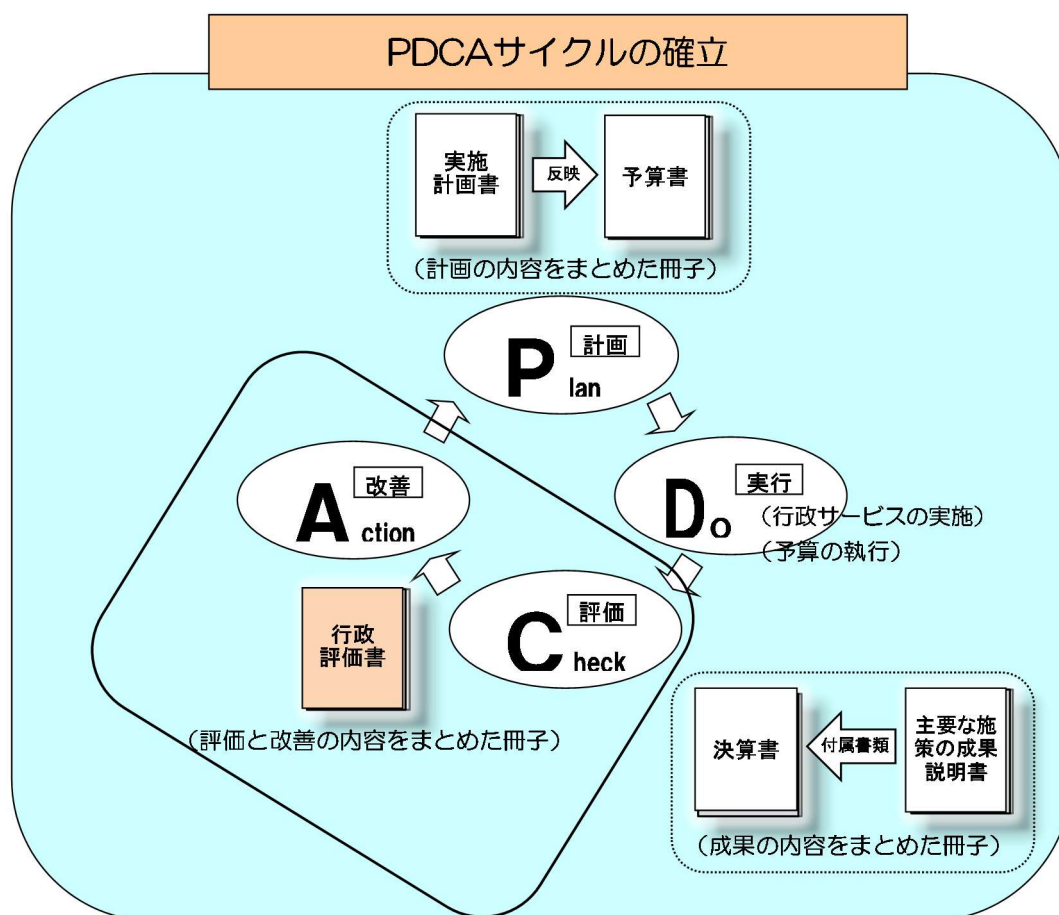 PDCAサイクルの確立
実施
計画書
反映
予算書
(計画の内容をまとめた冊子)
計画
Plan
改善
Action
実行
Do
(行政サービスの実施)
(予算の執行)
評価
Check
行政
評価書
(評価と改善の内容をまとめた冊子)
決算書
付属書類
主要な施
策の成果
説明書
(成果の内容をまとめた冊子)